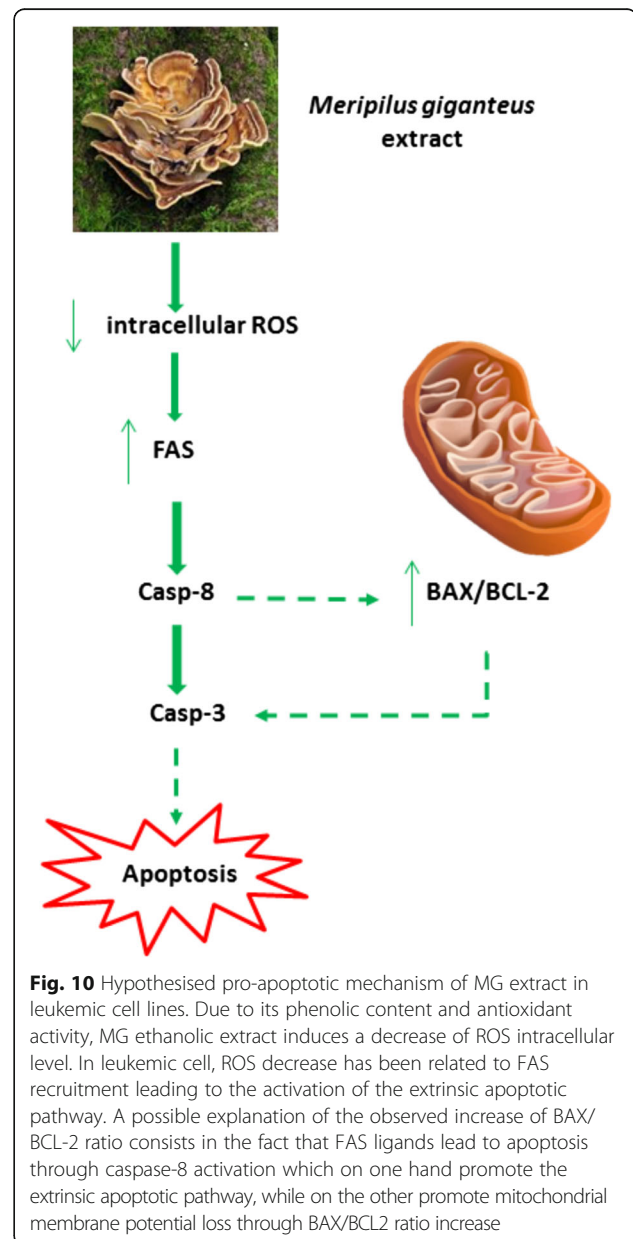 Meripilus giganteus
extract
intracellular ROS
FAS
Casp-8
BAX/BCL-2
Casp-3
Apoptosis
Fig. 10 Hypothesised pro-apoptotic mechanism of MG extract in
leukemic cell lines. Due to its phenolic content and antioxidant
activity, MG ethanolic extract induces a decrease of ROS intracellular
level. In leukemic cell, ROS decrease has been related to FAS
recruitment leading to the activation of the extrinsic apoptotic
pathway. A possible explanation of the observed increase of BAX/
BCL-2 ratio consists in the fact that FAS ligands lead to apoptosis
through caspase-8 activation which on one hand promote the
extrinsic apoptotic pathway, while on the other promote mitochondrial
membrane potential loss through BAX/BCL2 ratio increase